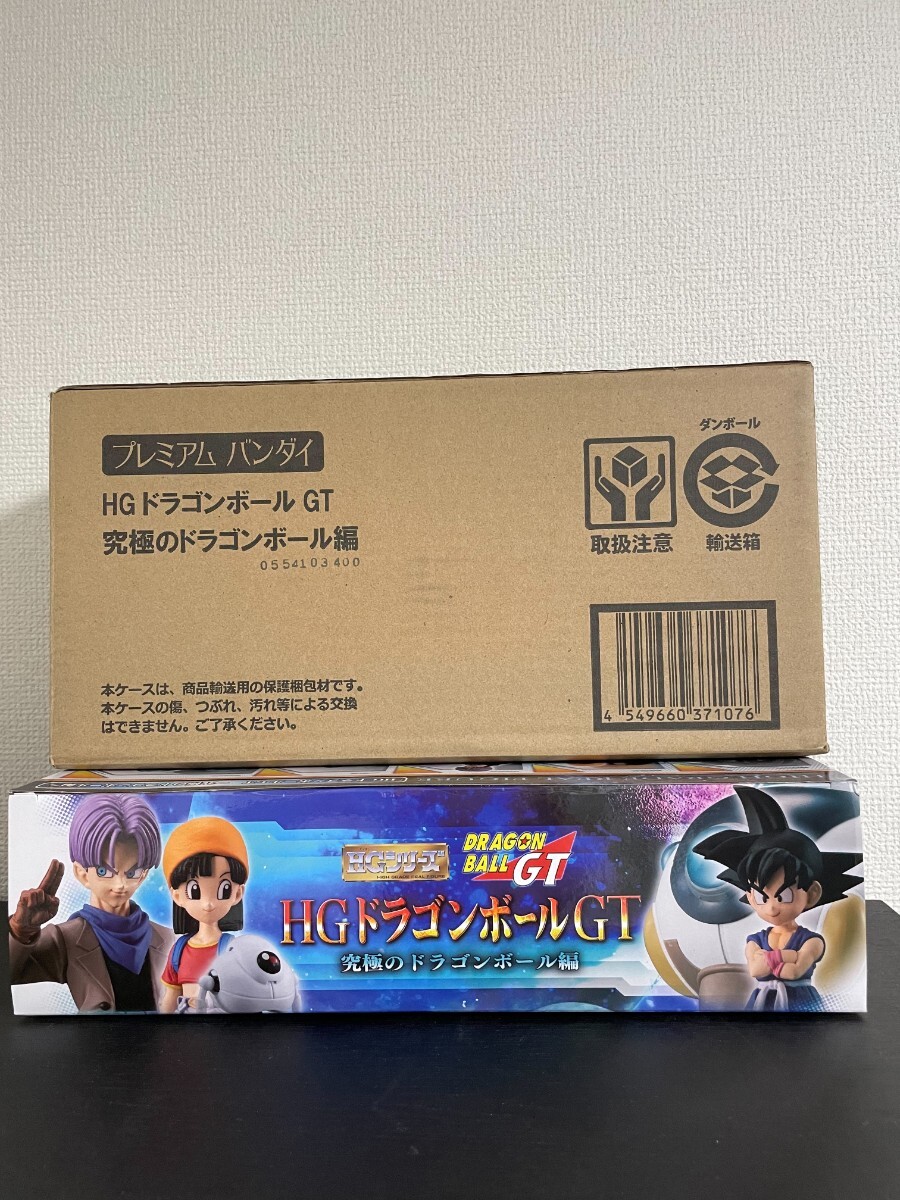 プレミアム バンダイ
HG ドラゴンボール GT
究極のドラゴンボール編
0554103400
ダンボール
取扱注意
輸送箱
本ケースは、商品輸送用の保護梱包材です。
本ケースの傷、つぶれ、汚れ等による交換
はできません。ご了承ください。
4 549660 371076
HGシリーズ
DRAGON
BALL GT
HGドラゴンボールGT
究極のドラゴンボール編